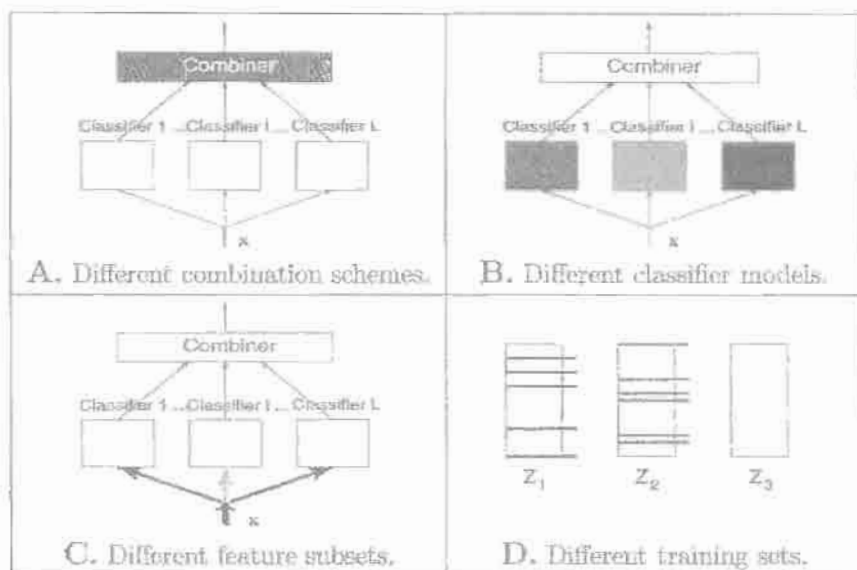 Combiner
Classifier 1 ... Classifier i ... Classifier L
x
A. Different combination schemes.
Combiner
Classifier 1 ... Classifier i ... Classifier L
x
B. Different classifier models.
Combiner
Classifier 1 ... Classifier i ... Classifier L
x
C. Different feature subsets.
Z1 Z2 Z3
D. Different training sets.